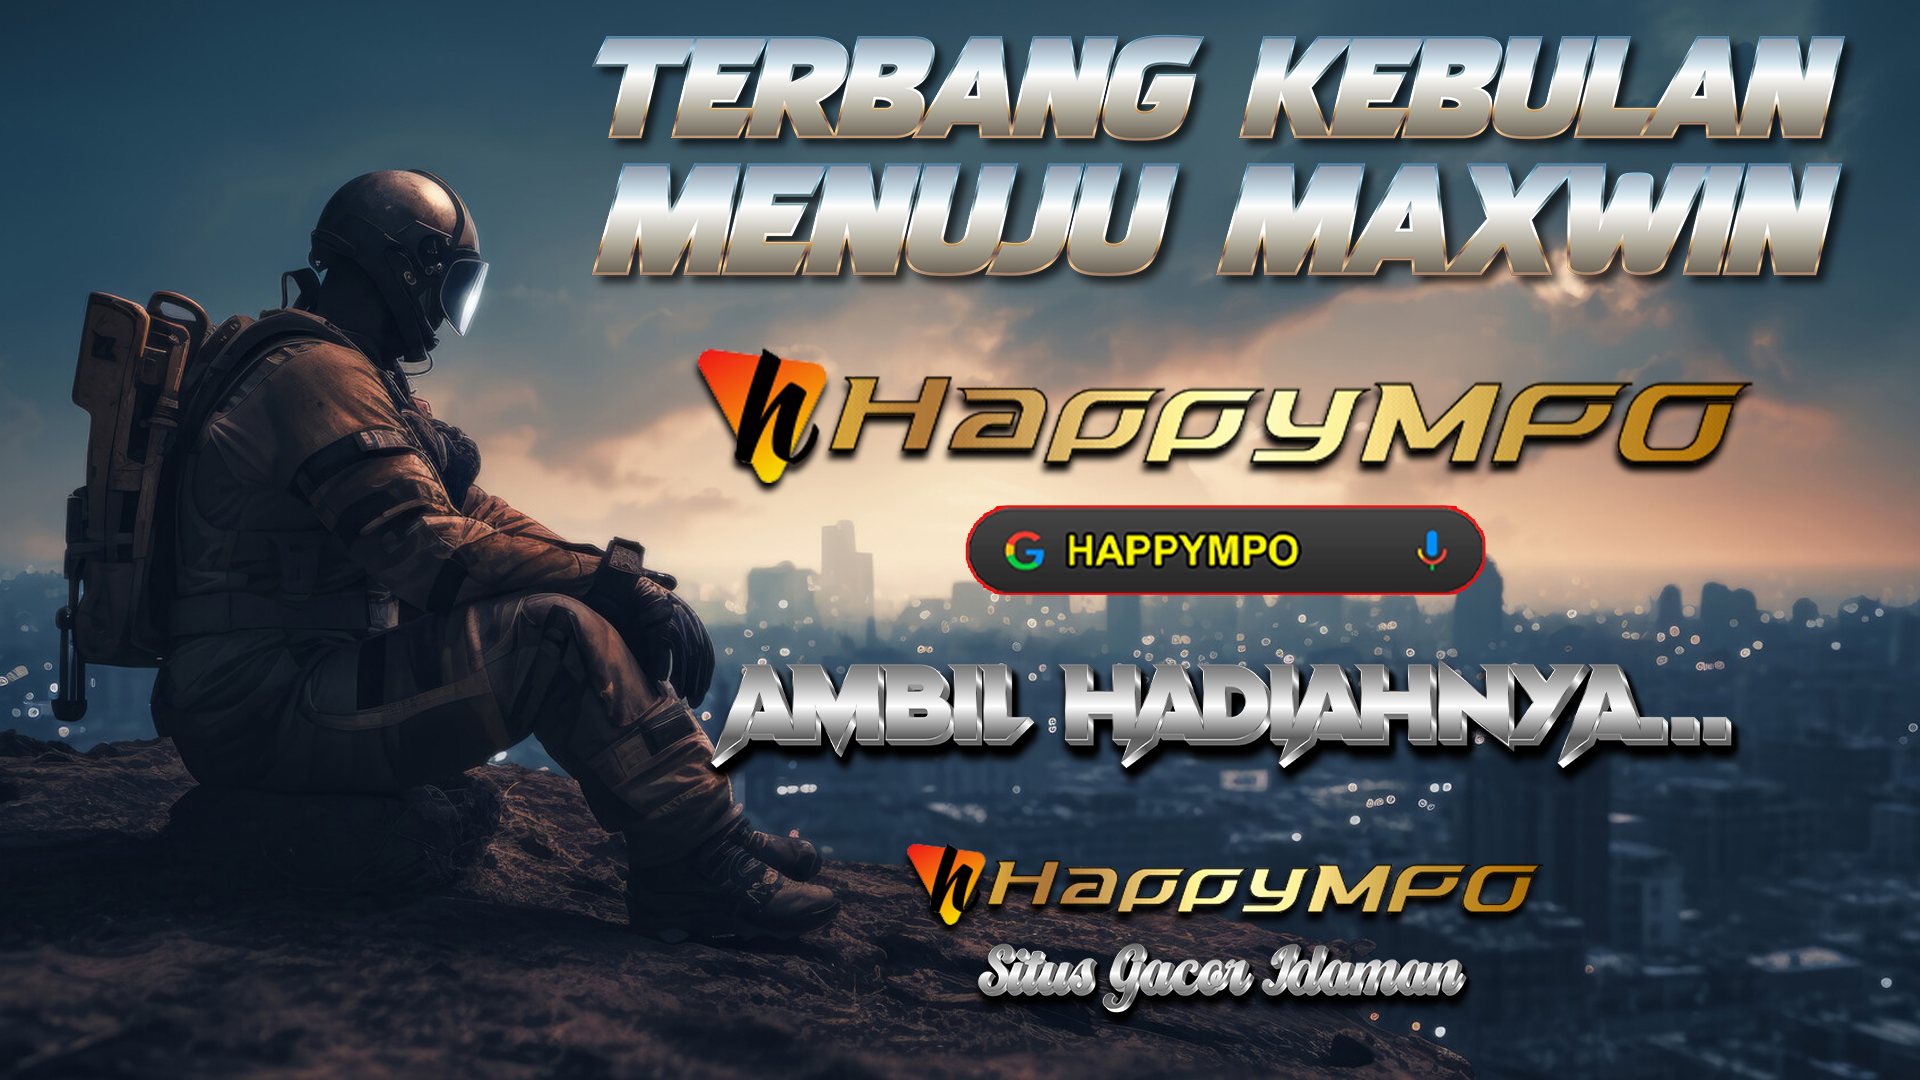 TERBANG KEBULAN
MENUJU MAXWIN
h HappyMPO
G HAPPYMPO
AMBIL HADIAHNYA...
h HappyMPO
Situs Gacor Idaman